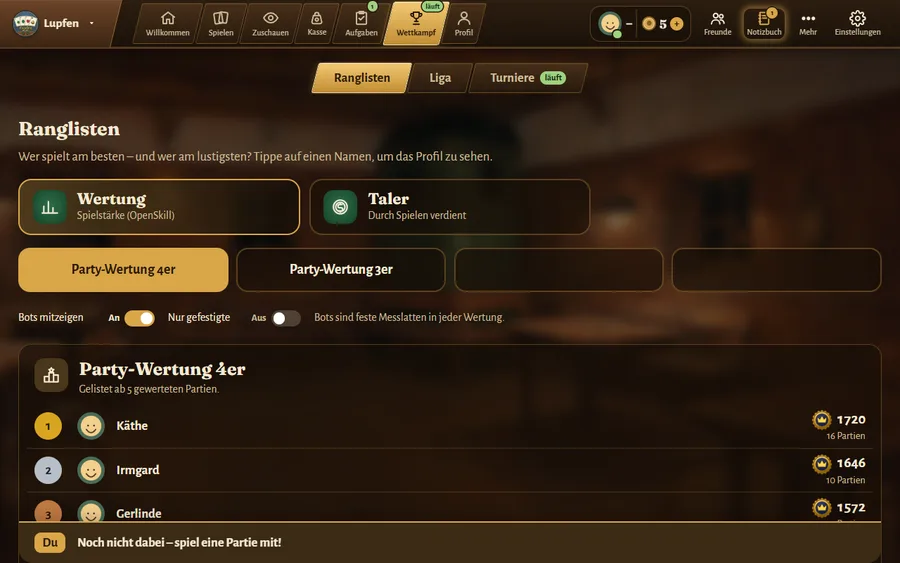 Lupfen
Willkommen
Spielen
Zuschauen
Kasse
1
Aufgaben
läuft
Wettkampf
Profil
– 5 +
Freunde
1
Notizbuch
Mehr
Einstellungen
Ranglisten
Liga
Turniere läuft
Ranglisten
Wer spielt am besten – und wer am lustigsten? Tippe auf einen Namen, um das Profil zu sehen.
Wertung
Spielstärke (OpenSkill)
Taler
Durch Spielen verdient
Party-Wertung 4er
Party-Wertung 3er
Bots mitzeigen An Nur gefestigte Aus Bots sind feste Messlatten in jeder Wertung.
Party-Wertung 4er
Gelistet ab 5 gewerteten Partien.
1 Käthe 1720
16 Partien
2 Irmgard 1646
10 Partien
3 Gerlinde 1572
Du Noch nicht dabei – spiel eine Partie mit!